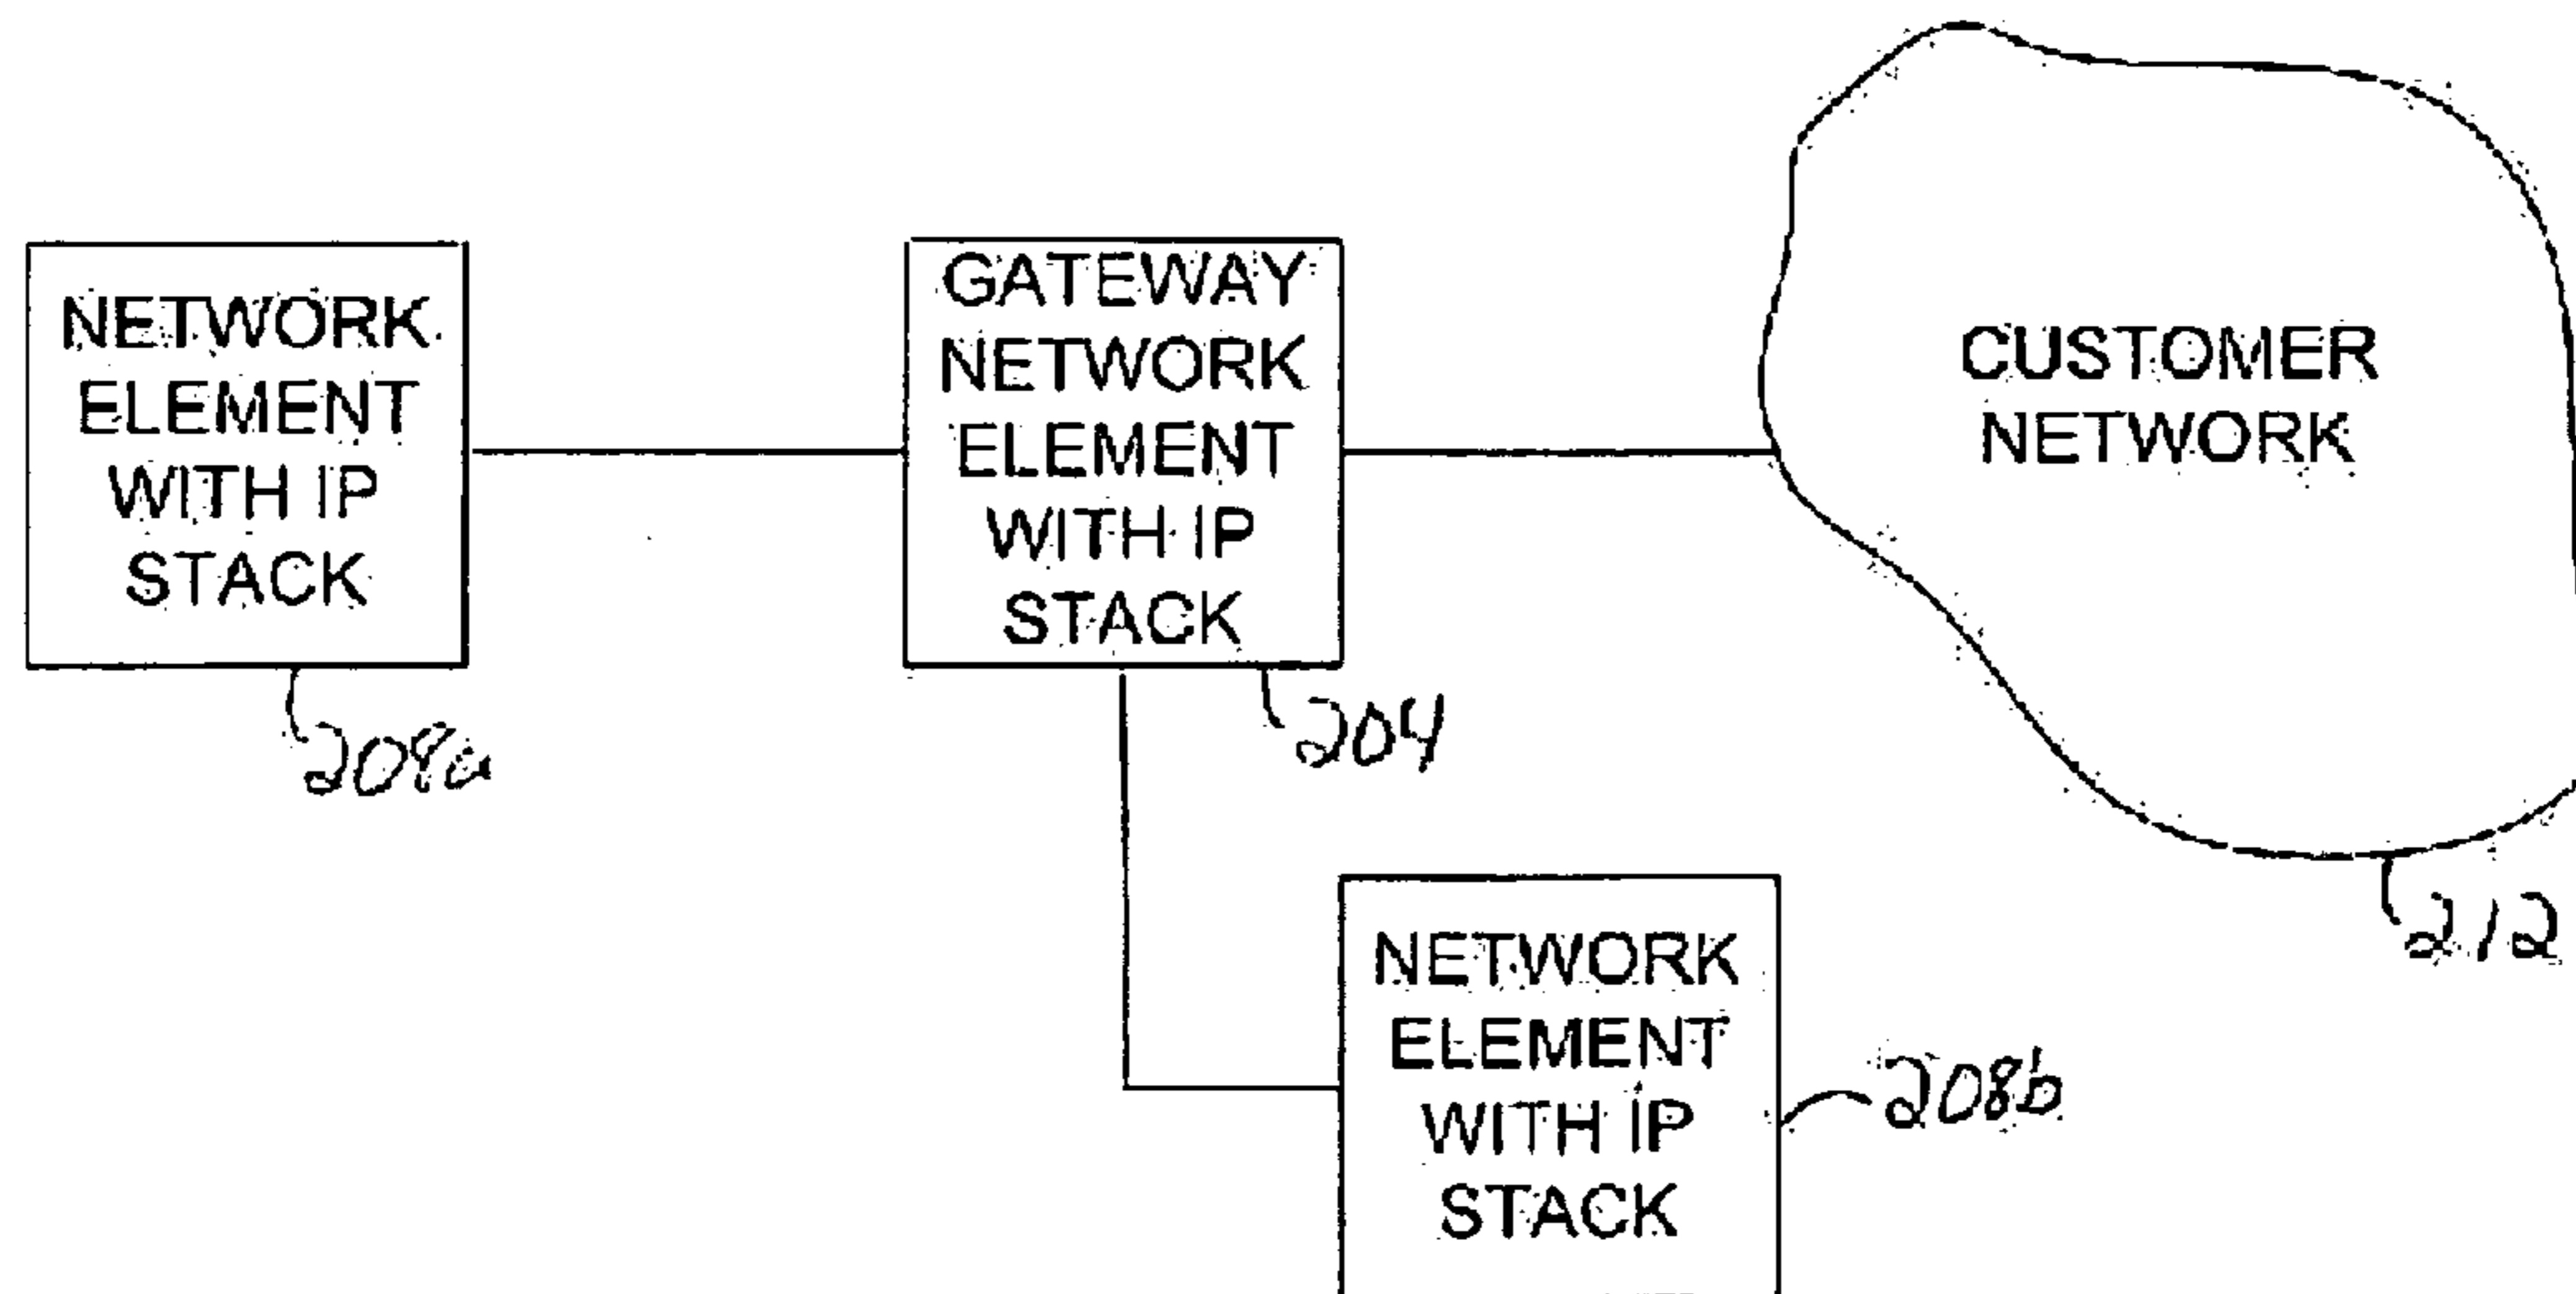 NETWORK
ELEMENT
WITH IP
STACK
208a
GATEWAY
NETWORK
ELEMENT
WITH IP
STACK
204
CUSTOMER
NETWORK
212
NETWORK
ELEMENT
WITH IP
STACK
208b